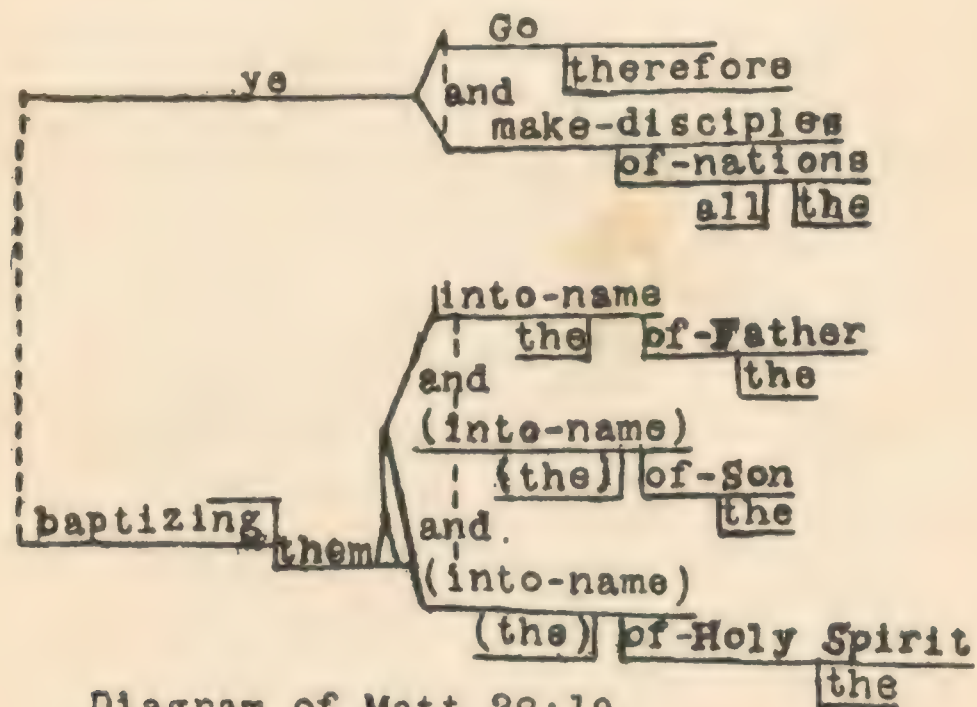 Go
therefore
ye
and
make-disciples
of-nations
all the
into-name
the of-Father
the
and
(into-name)
(the) of-Son
the
baptizing
and
them
(into-name)
(the) of-Holy Spirit
the
Diagram of Matt 28:19